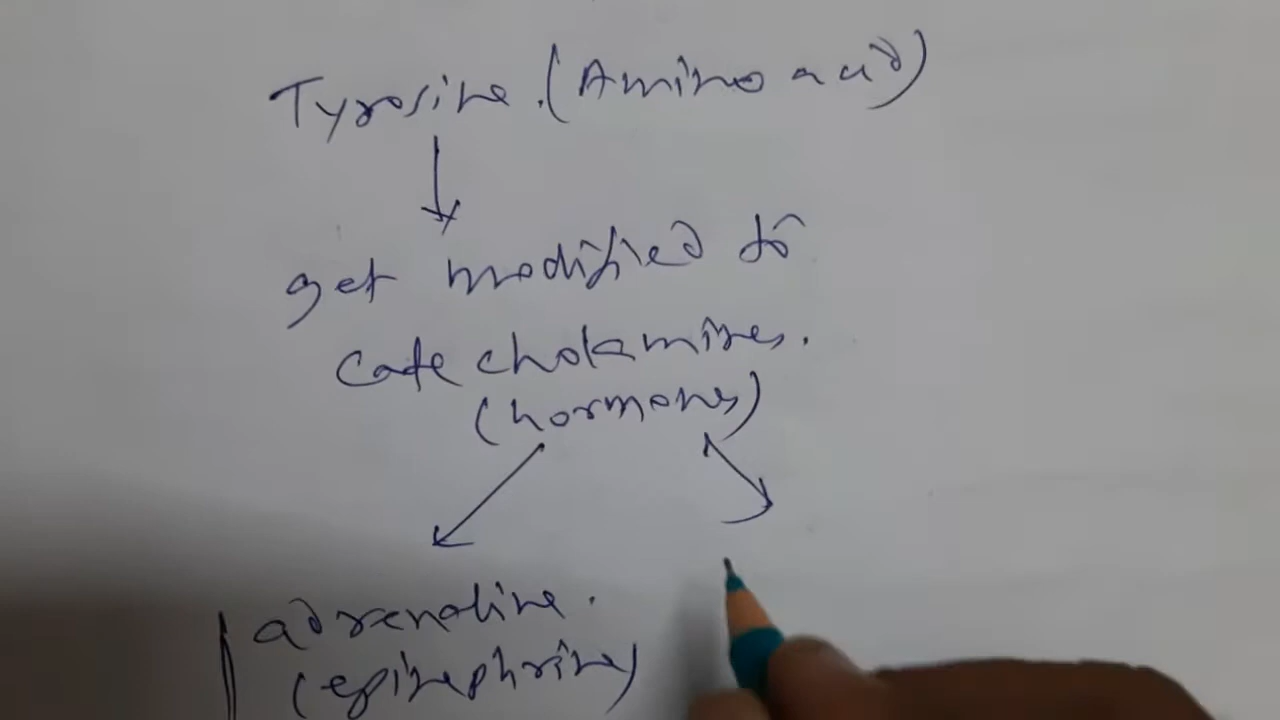 Tyrosine. (Amino acid)
get modified to
Catecholamines.
(hormones)
adrenaline.
(epinephrine)